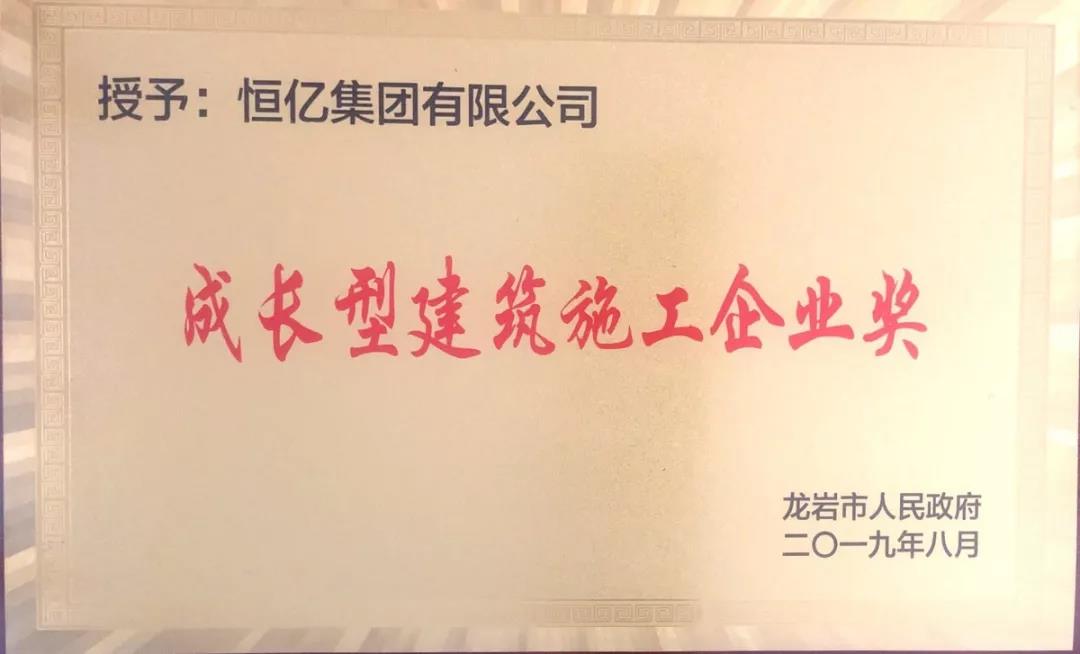 授予：恒亿集团有限公司
成长型建筑施工企业奖
龙岩市人民政府
二〇一九年八月